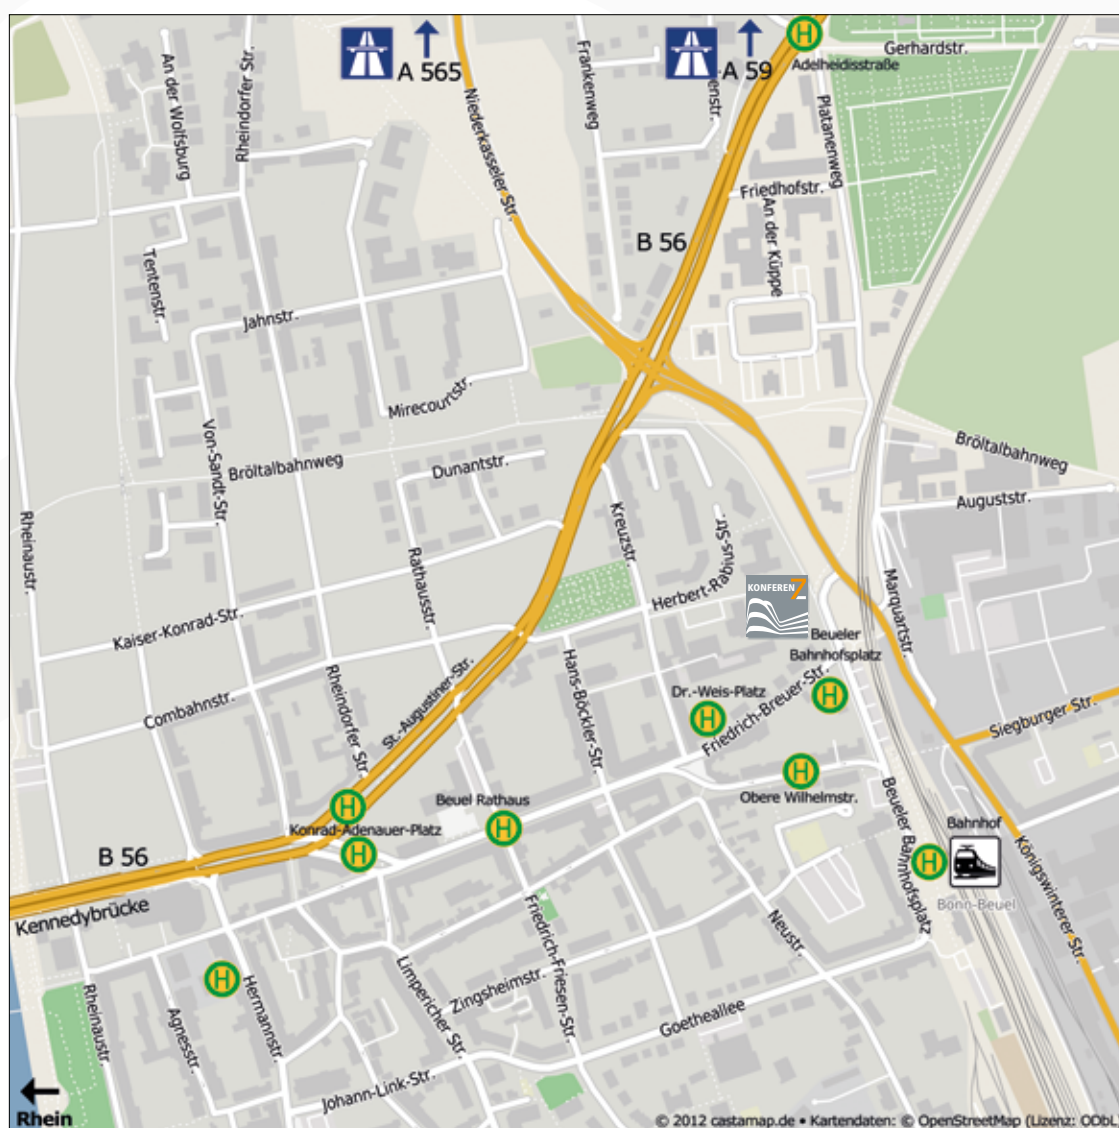 A 565
A 59
Adelheidisstraße
Gerhardstr.
An der Wolfsburg
Rheindorfer Str.
Frankenweg
Niederkasseler Str.
Platanenweg
Friedhofstr.
An der Küppe
B 56
Tentenstr.
Jahnstr.
Mirecourtstr.
Von-Sandt-Str.
Bröltalbahnweg
Dunantstr.
Bröltalbahnweg
Auguststr.
Rheinaustr.
Kreuzstr.
Herbert-Rabius-Str.
Rathausstr.
KONFERENZ
Marquartstr.
Kaiser-Konrad-Str.
Beueler
Bahnhofsplatz
Combahnstr.
Rheindorfer Str.
St.-Augustiner-Str.
Hans-Böckler-Str.
Dr.-Weis-Platz
H
H
Friedrich-Breuer-Str.
Siegburger Str.
H
Obere Wilhelmstr.
H
Konrad-Adenauer-Platz
H
Beuel Rathaus
H
Beueler Bahnhofsplatz
Bahnhof
H
Bonn-Beuel
Königswinterer Str.
B 56
Kennedybrücke
H
H
Hermannstr.
Rheinaustr.
Agnesstr.
Limpericher Str.
Zingsheimstr.
Friedrich-Friesen-Str.
Neustr.
Goetheallee
Johann-Link-Str.
Rhein
© 2012 castamap.de • Kartendaten: © OpenStreetMap (Lizenz: ODbl